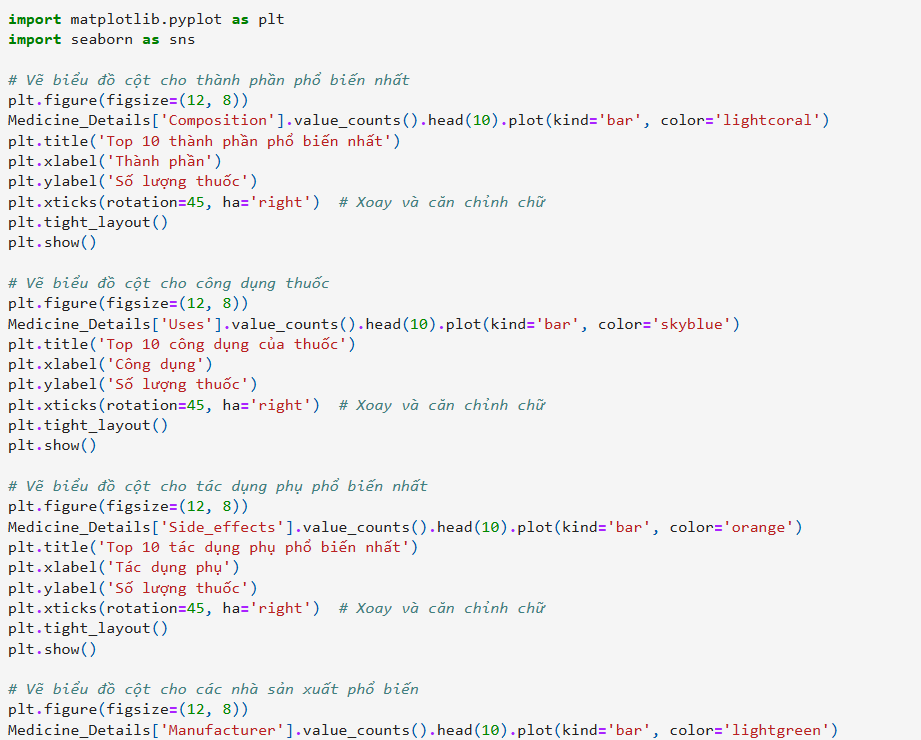 import matplotlib.pyplot as plt
import seaborn as sns
# Vẽ biểu đồ cột cho thành phần phổ biến nhất
plt.figure(figsize=(12, 8))
Medicine_Details['Composition'].value_counts().head(10).plot(kind='bar', color='lightcoral')
plt.title('Top 10 thành phần phổ biến nhất')
plt.xlabel('Thành phần')
plt.ylabel('Số lượng thuốc')
plt.xticks(rotation=45, ha='right')  # Xoay và căn chỉnh chữ
plt.tight_layout()
plt.show()
# Vẽ biểu đồ cột cho công dụng thuốc
plt.figure(figsize=(12, 8))
Medicine_Details['Uses'].value_counts().head(10).plot(kind='bar', color='skyblue')
plt.title('Top 10 công dụng của thuốc')
plt.xlabel('Công dụng')
plt.ylabel('Số lượng thuốc')
plt.xticks(rotation=45, ha='right')  # Xoay và căn chỉnh chữ
plt.tight_layout()
plt.show()
# Vẽ biểu đồ cột cho tác dụng phụ phổ biến nhất
plt.figure(figsize=(12, 8))
Medicine_Details['Side_effects'].value_counts().head(10).plot(kind='bar', color='orange')
plt.title('Top 10 tác dụng phụ phổ biến nhất')
plt.xlabel('Tác dụng phụ')
plt.ylabel('Số lượng thuốc')
plt.xticks(rotation=45, ha='right')  # Xoay và căn chỉnh chữ
plt.tight_layout()
plt.show()
# Vẽ biểu đồ cột cho các nhà sản xuất phổ biến
plt.figure(figsize=(12, 8))
Medicine_Details['Manufacturer'].value_counts().head(10).plot(kind='bar', color='lightgreen')